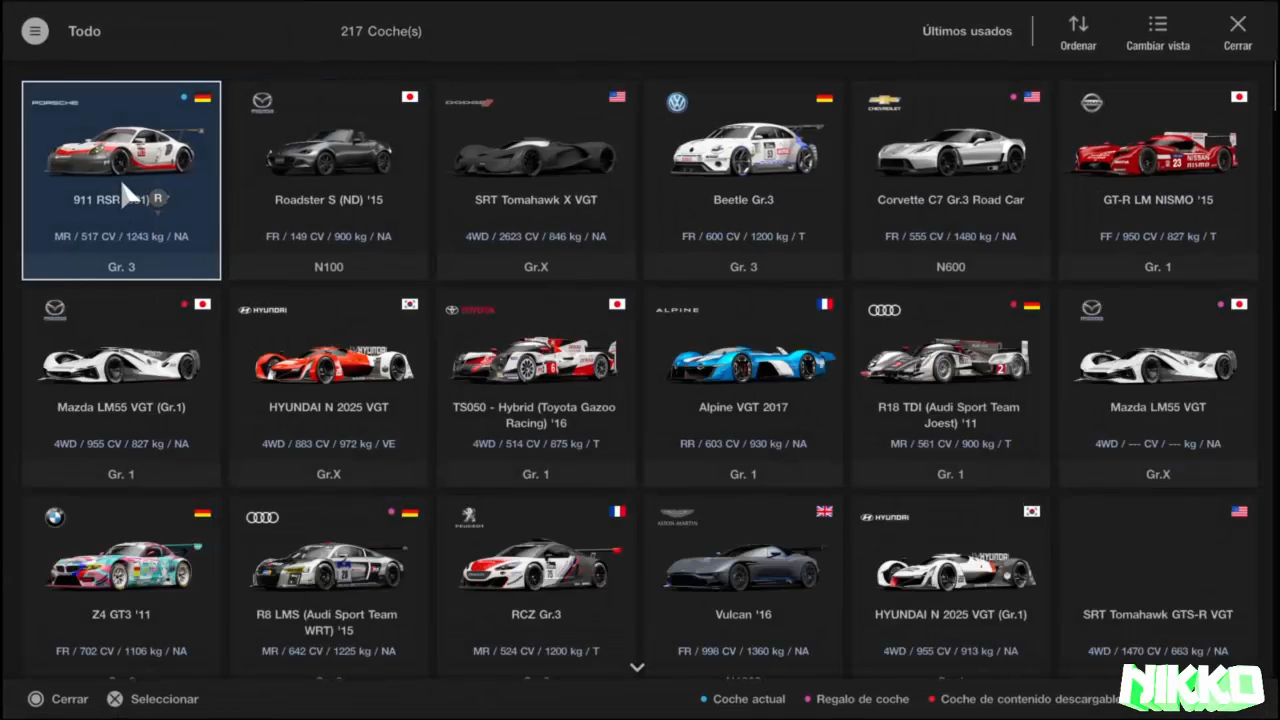 Todo
217 Coche(s)
Últimos usados
Ordenar
Cambiar vista
Cerrar
PORSCHE
911 RSR
R
MR / 517 CV / 1243 kg / NA
Gr. 3
Roadster S (ND) '15
FR / 149 CV / 900 kg / NA
N100
SRT Tomahawk X VGT
4WD / 2623 CV / 846 kg / NA
Gr.X
Beetle Gr.3
FR / 600 CV / 1200 kg / T
Gr. 3
CHEVROLET
Corvette C7 Gr.3 Road Car
FR / 555 CV / 1480 kg / NA
N600
23
NISSAN
NISMO
GT-R LM NISMO '15
FF / 950 CV / 827 kg / T
Gr. 1
Mazda LM55 VGT (Gr.1)
4WD / 955 CV / 827 kg / NA
Gr. 1
HYUNDAI
HYUNDAI
HYUNDAI N 2025 VGT
4WD / 883 CV / 972 kg / VE
Gr.X
TOYOTA
TS050 - Hybrid (Toyota Gazoo
Racing) '16
4WD / 514 CV / 875 kg / T
Gr. 1
ALPINE
Alpine VGT 2017
RR / 603 CV / 930 kg / NA
Gr. 1
R18 TDI (Audi Sport Team
Joest) '11
MR / 561 CV / 900 kg / T
Gr. 1
Mazda LM55 VGT
4WD / --- CV / --- kg / NA
Gr.X
Z4 GT3 '11
FR / 702 CV / 1106 kg / NA
R8 LMS (Audi Sport Team
WRT) '15
MR / 642 CV / 1225 kg / NA
PEUGEOT
RCZ Gr.3
MR / 524 CV / 1200 kg / T
ASTON MARTIN
Vulcan '16
FR / 998 CV / 1360 kg / NA
HYUNDAI
HYUNDAI
HYUNDAI N 2025 VGT (Gr.1)
4WD / 955 CV / 913 kg / NA
SRT Tomahawk GTS-R VGT
4WD / 1470 CV / 663 kg / NA
Cerrar
Seleccionar
Coche actual
Regalo de coche
Coche de contenido descargable
NIKKO